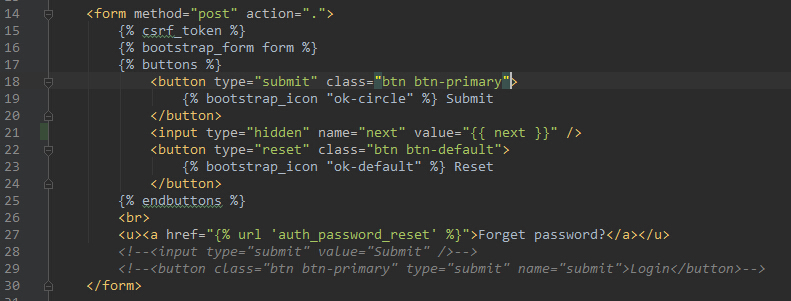 14 <form method="post" action=".">
15 {% csrf_token %}
16 {% bootstrap_form form %}
17 {% buttons %}
18 <button type="submit" class="btn btn-primary">
19 {% bootstrap_icon "ok-circle" %} Submit
20 </button>
21 <input type="hidden" name="next" value="{{ next }}" />
22 <button type="reset" class="btn btn-default">
23 {% bootstrap_icon "ok-default" %} Reset
24 </button>
25 {% endbuttons %}
26 <br>
27 <u><a href="{% url 'auth_password_reset' %}">Forget password?</a></u>
28 <!--<input type="submit" value="Submit" />-->
29 <!--<button class="btn btn-primary" type="submit" name="submit">Login</button>-->
30 </form>